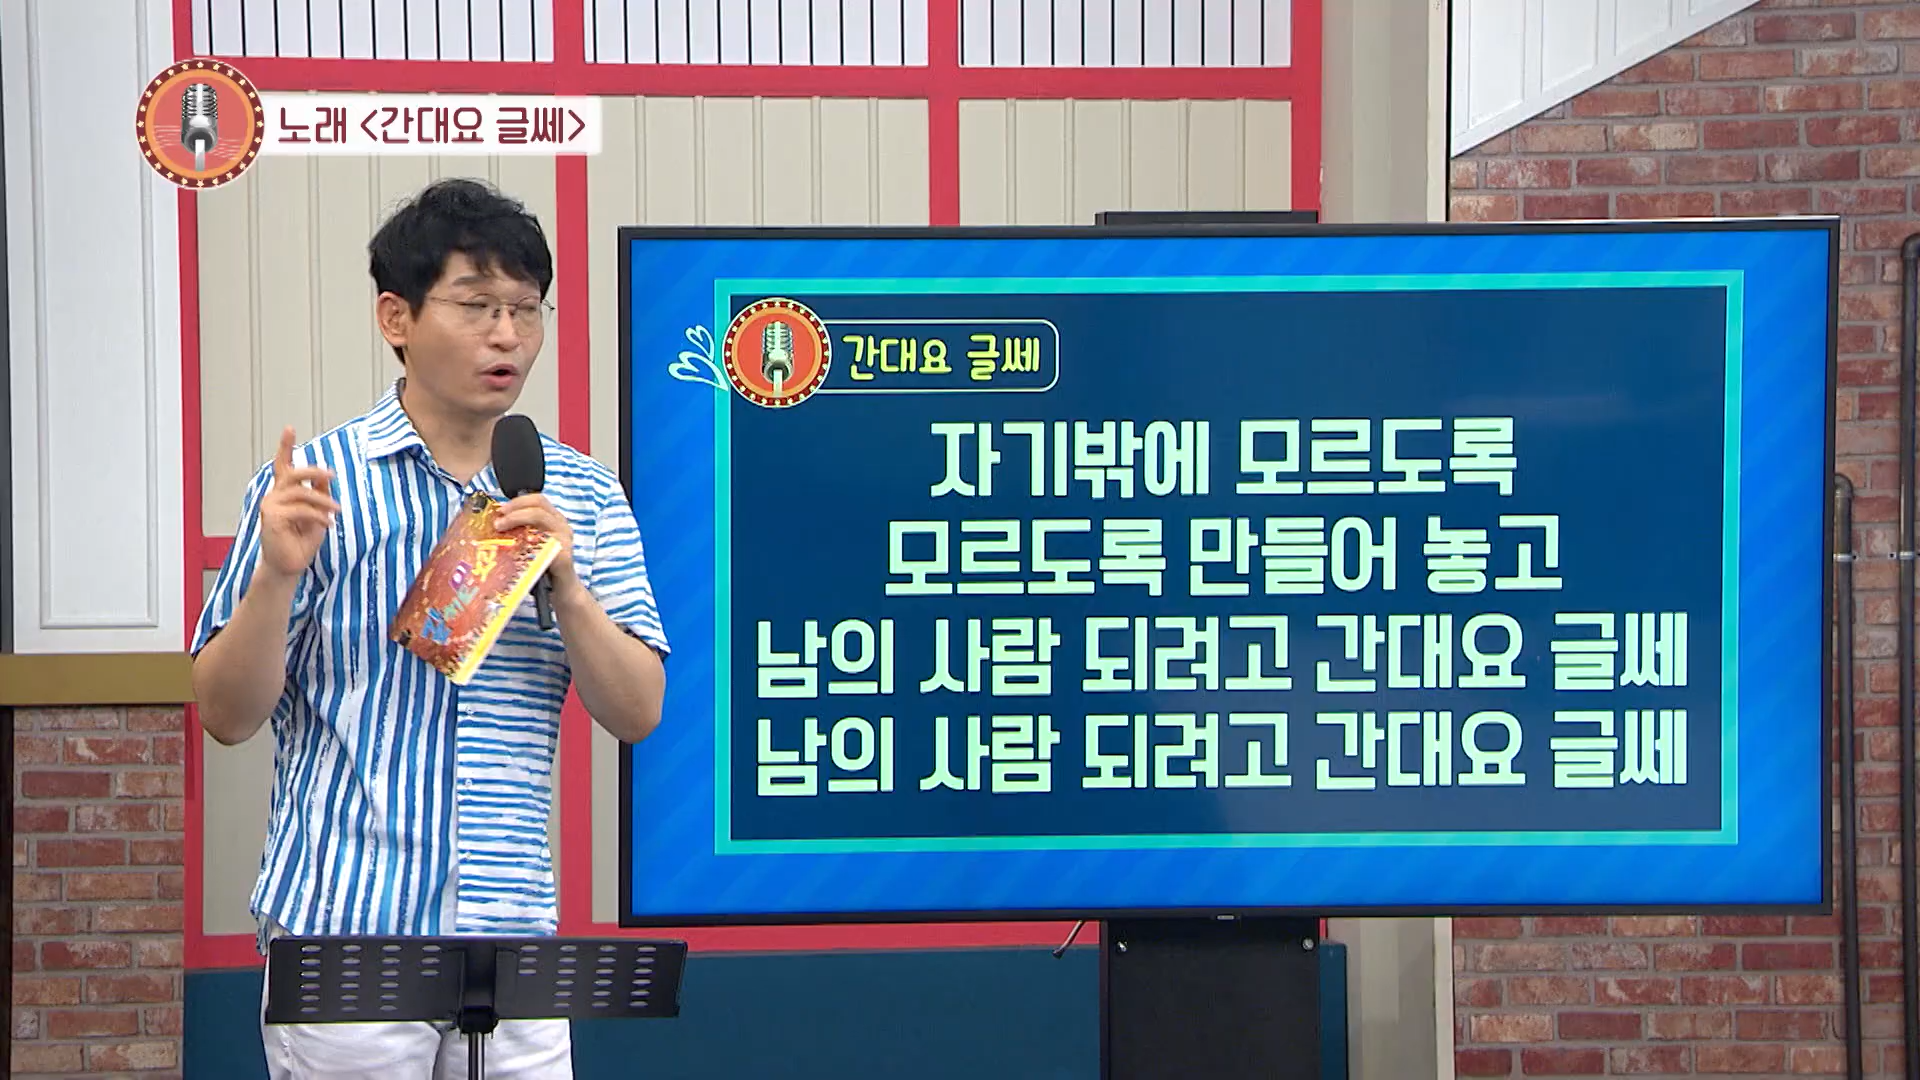 노래 <간대요 글쎄>
간대요 글쎄
자기밖에 모르도록
모르도록 만들어 놓고
남의 사람 되려고 간대요 글쎄
남의 사람 되려고 간대요 글쎄